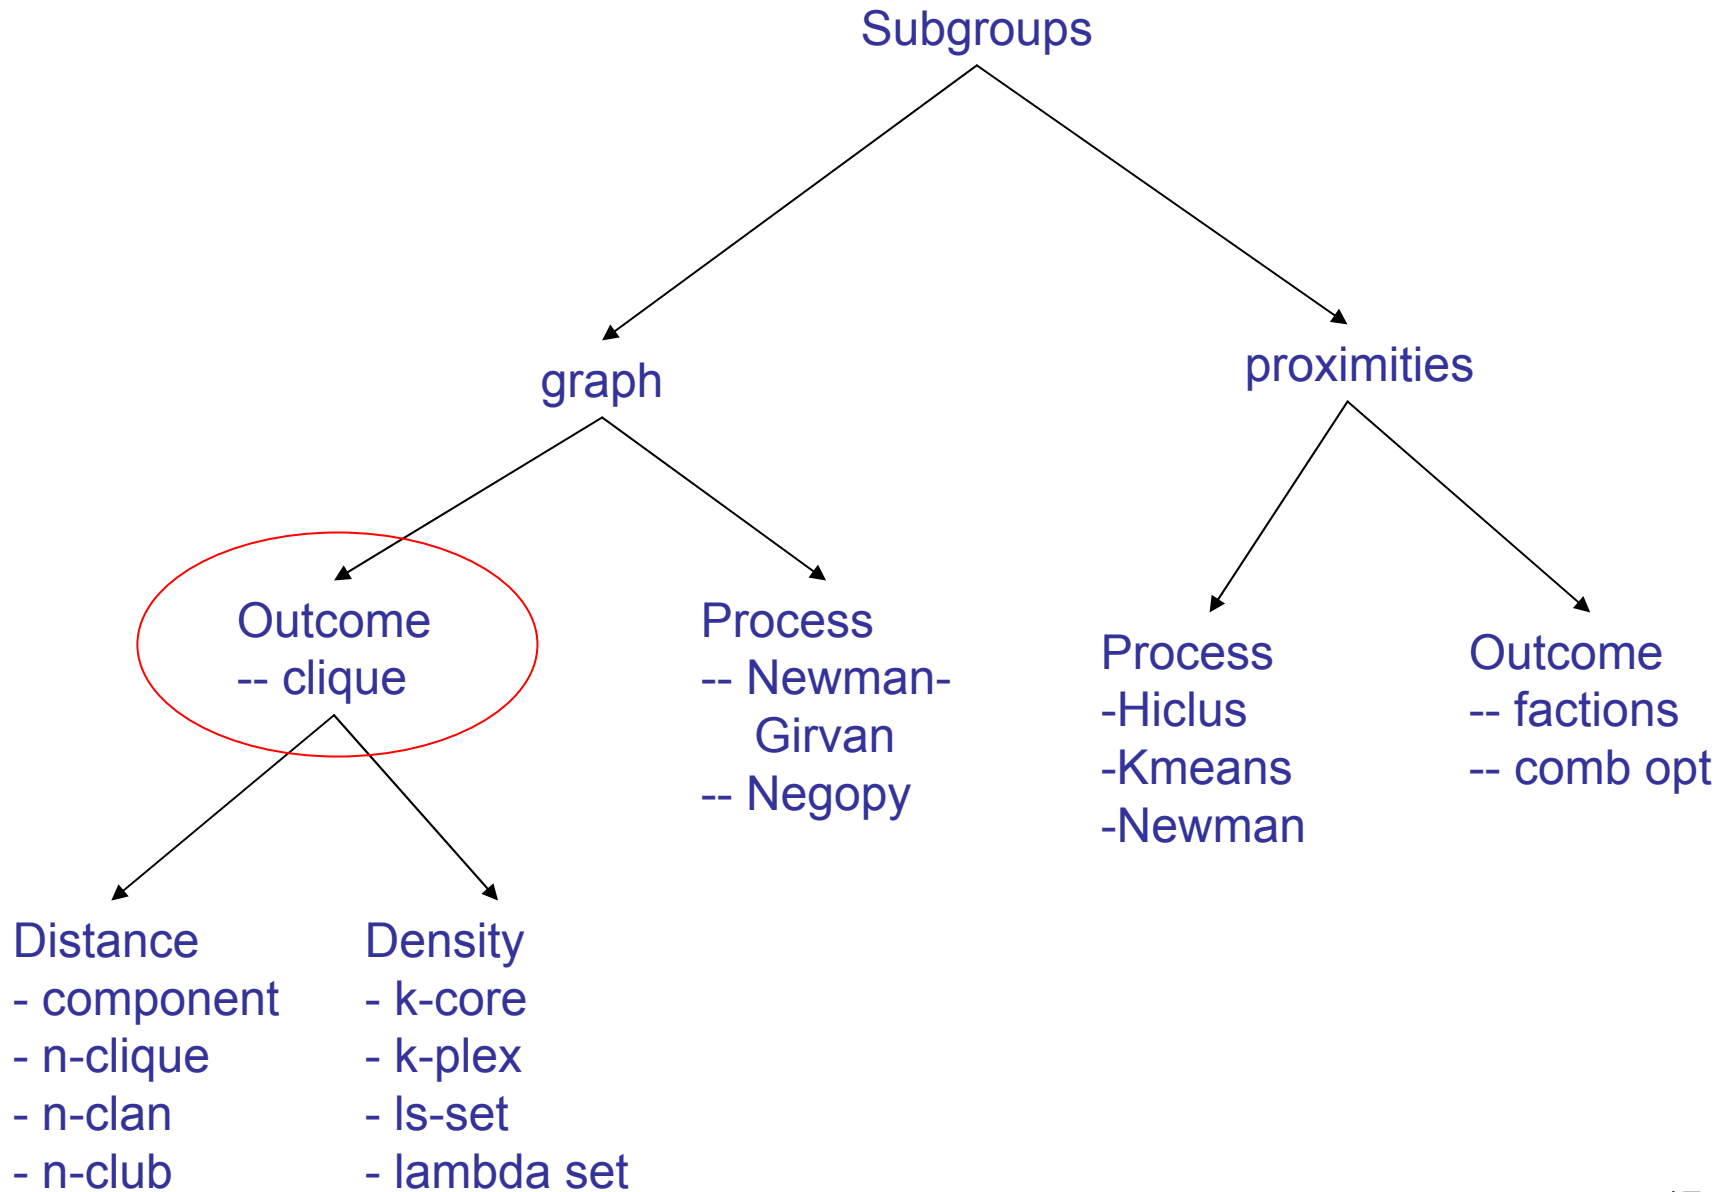 Subgroups
graph
proximities
Outcome
-- clique
Process
-- Newman-
Girvan
-- Negopy
Process
-Hiclus
-Kmeans
-Newman
Outcome
-- factions
-- comb opt
Distance
- component
- n-clique
- n-clan
- n-club
Density
- k-core
- k-plex
- ls-set
- lambda set